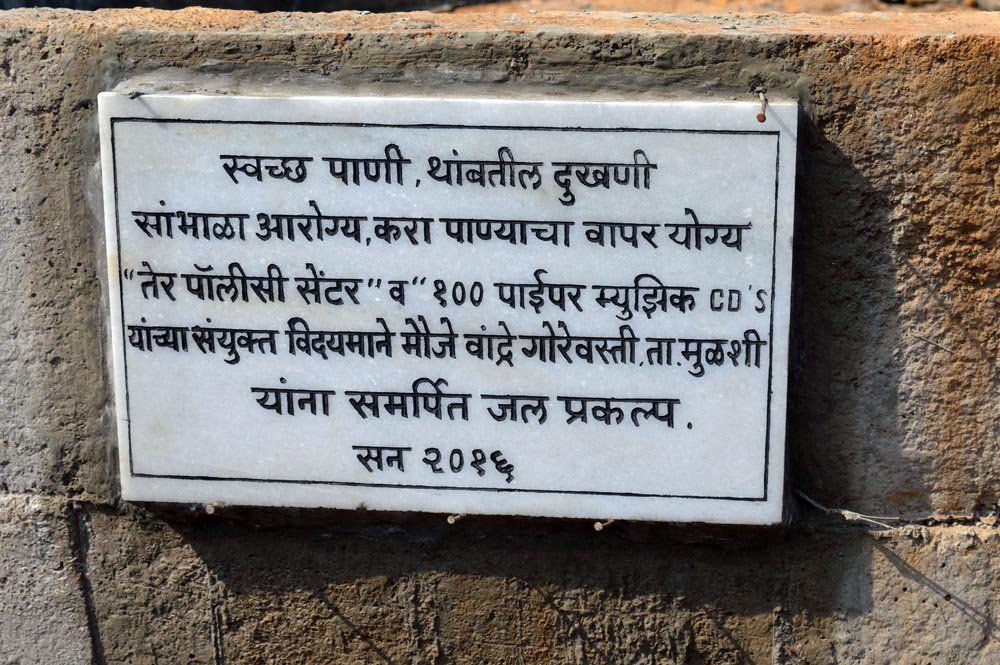 स्वच्छ पाणी, थांबतील दुखणी
सांभाळा आरोग्य, करा पाण्याचा वापर योग्य
“तेर पॉलीसी सेंटर” व “१०० पाईपर म्युझिक CD'S
यांच्या संयुक्त विदयमाने मौजे वांद्रे गोरेवस्ती, ता. मुळशी
यांना समर्पित जल प्रकल्प.
सन २०१६